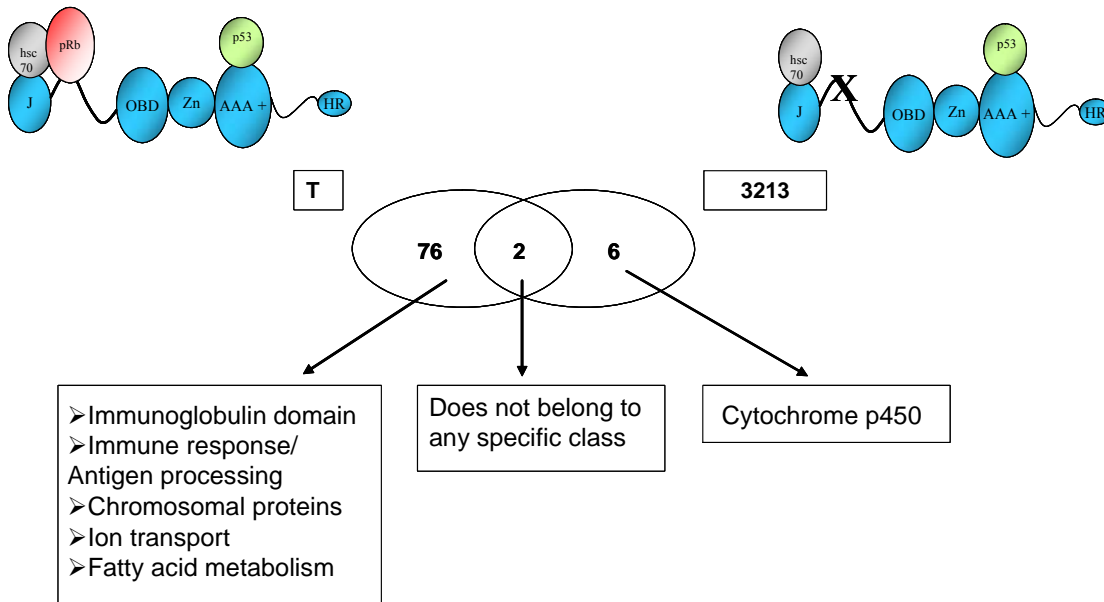 hsc
70
pRb
p53
J
OBD
Zn
AAA +
HR
hsc
70
p53
J
X
OBD
Zn
AAA +
HR
T
3213
76
2
6
➢Immunoglobulin domain
➢Immune response/
Antigen processing
➢Chromosomal proteins
➢Ion transport
➢Fatty acid metabolism
Does not belong to
any specific class
Cytochrome p450